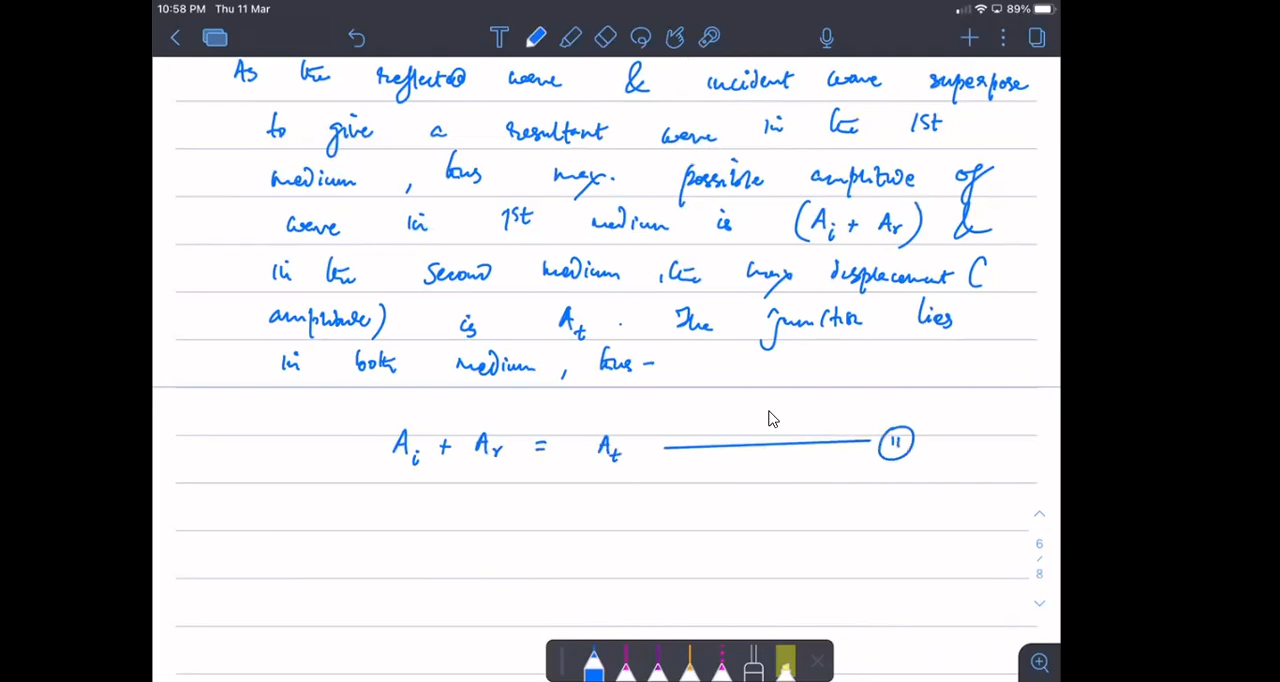 10:58 PM Thu 11 Mar 89%
T
As the reflected wave & incident wave superpose
to give a resultant wave in the 1st
medium, thus max. possible amplitude of
wave in 1st medium is (Ai + Ar) &
in the second medium, the max displacement (
amplitude) is At. The junction lies
in both medium, thus -
Ai + Ar = At (11)
6
/
8